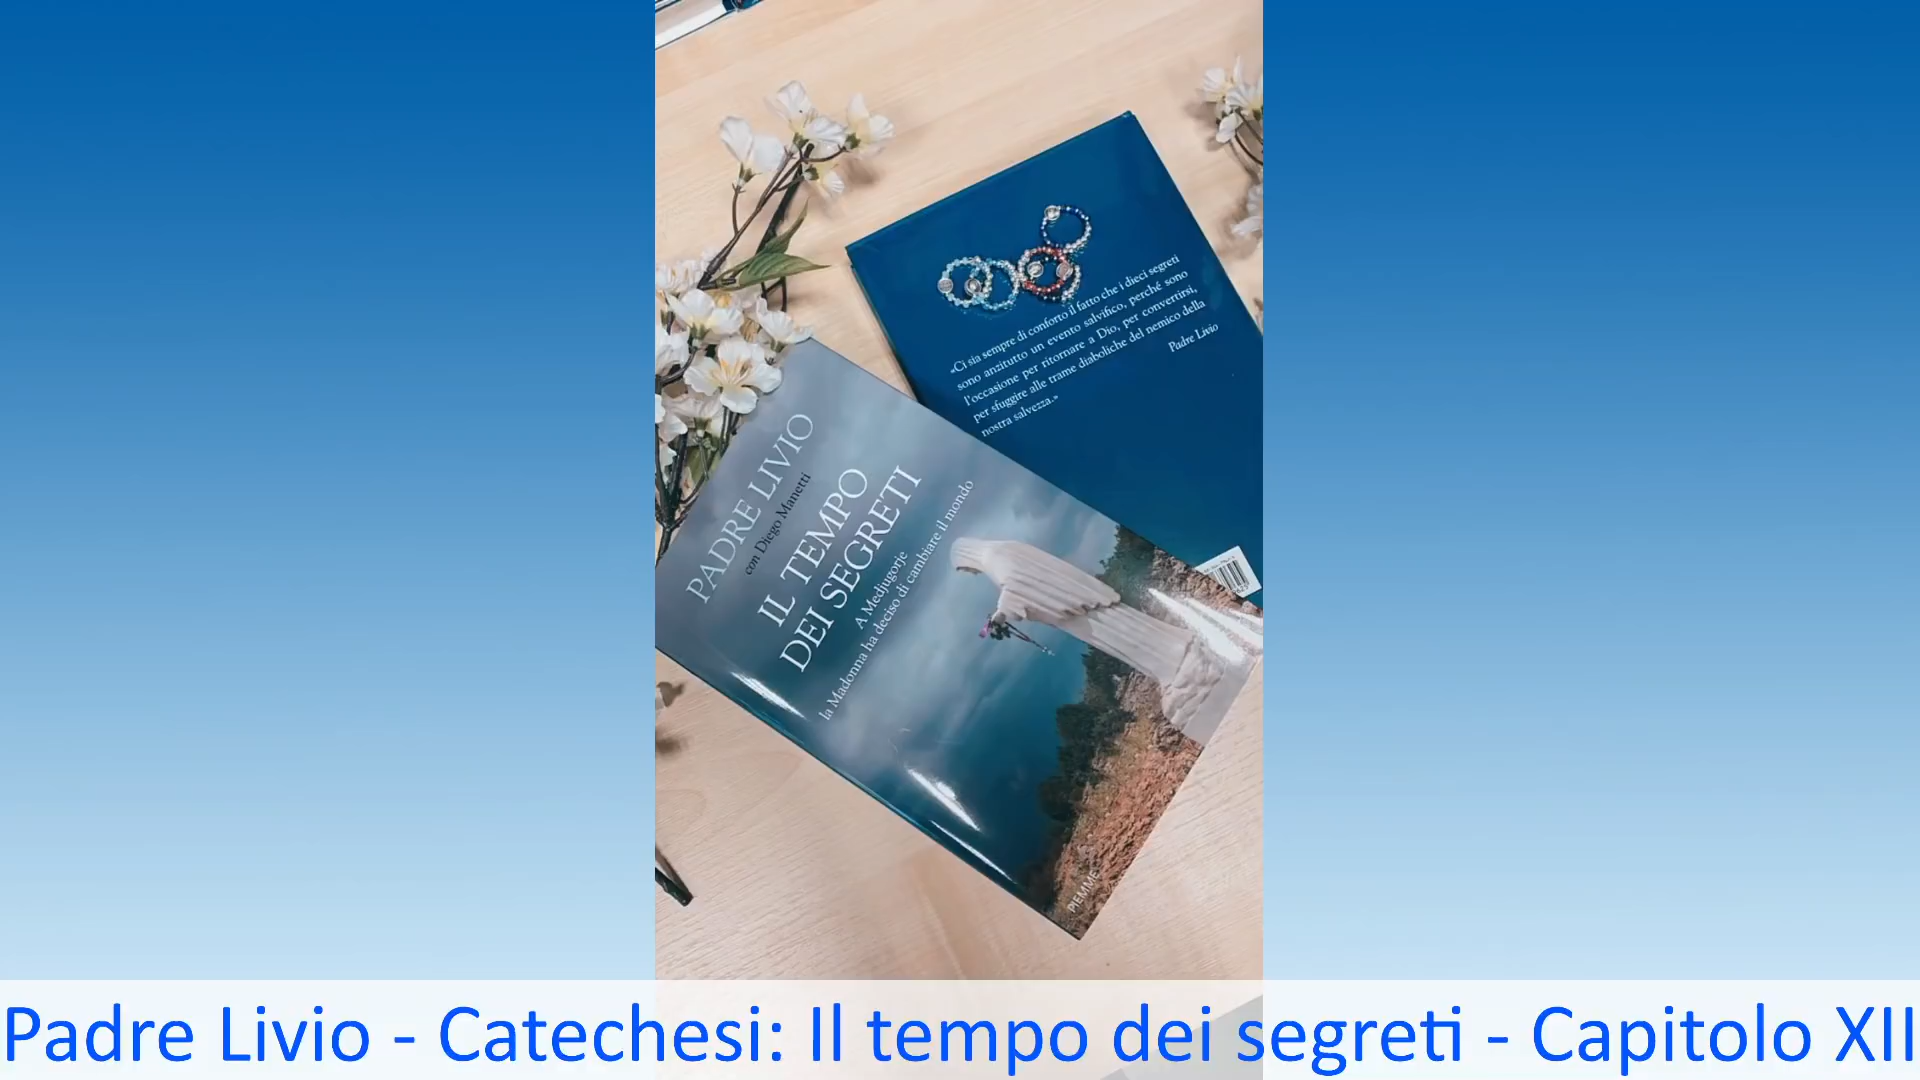 «Ci sia sempre di conforto il fatto che i dieci segreti
sono anzitutto un evento salvifico, perché sono
l'occasione per ritornare a Dio, per convertirsi,
per sfuggire alle trame diaboliche del nemico della
nostra salvezza.»
Padre Livio
PADRE LIVIO
con Diego Manetti
IL TEMPO
DEI SEGRETI
A Medjugorje
la Madonna ha deciso di cambiare il mondo
PIEMME
Padre Livio - Catechesi: Il tempo dei segreti - Capitolo XII